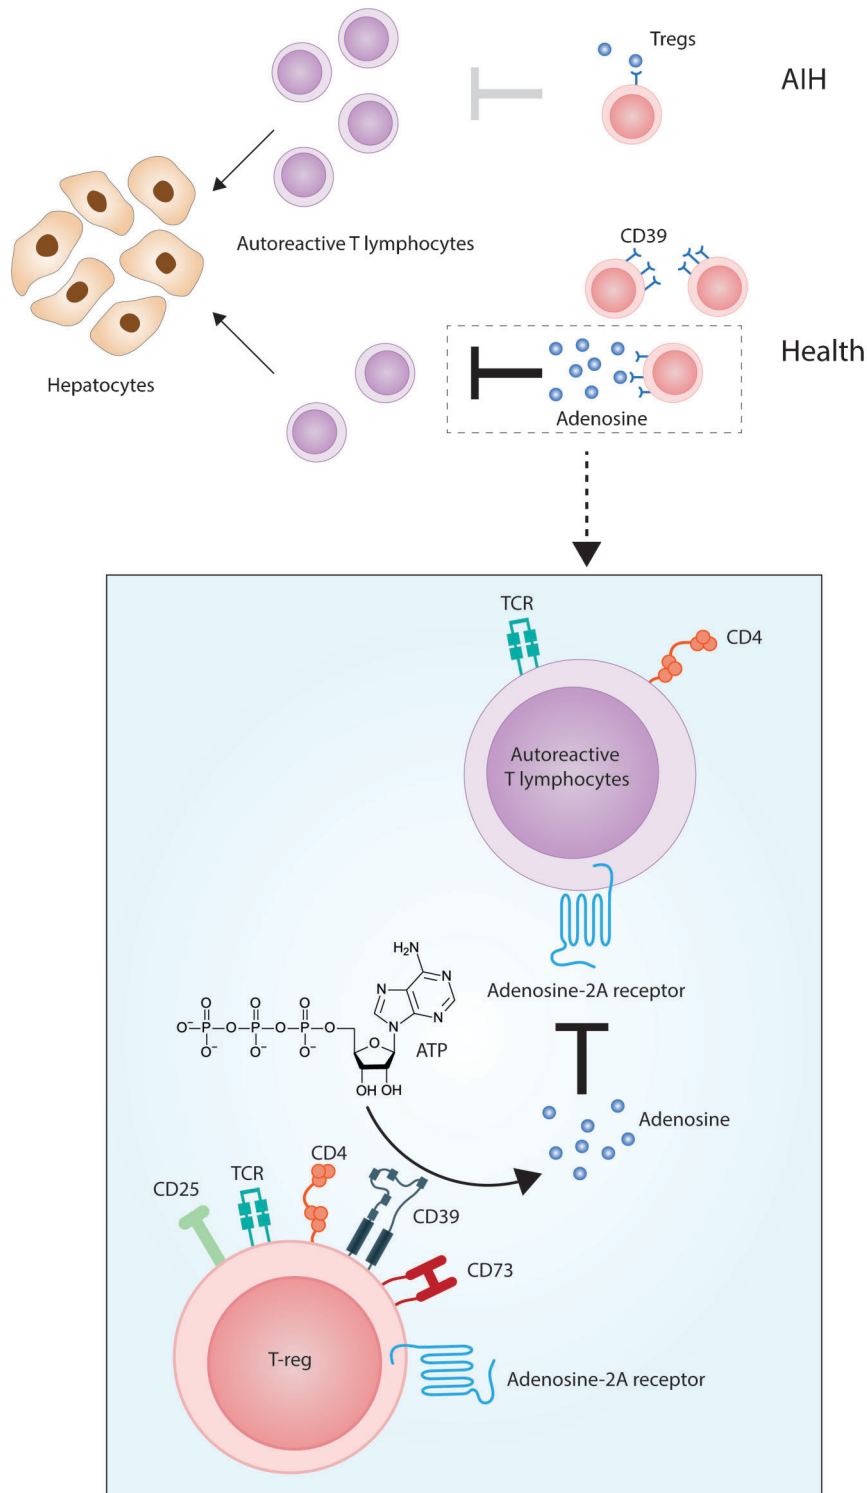 Tregs
AIH
Autoreactive T lymphocytes
CD39
Health
Hepatocytes
Adenosine
TCR
CD4
Autoreactive
T lymphocytes
Adenosine-2A receptor
NH₂
H₂N
N
N
N
N
O
O
O
O⁻
P
O
P
O
P
O
O
O⁻
O⁻
O⁻
ATP
OH
OH
Adenosine
CD4
TCR
CD25
CD39
CD73
T-reg
Adenosine-2A receptor